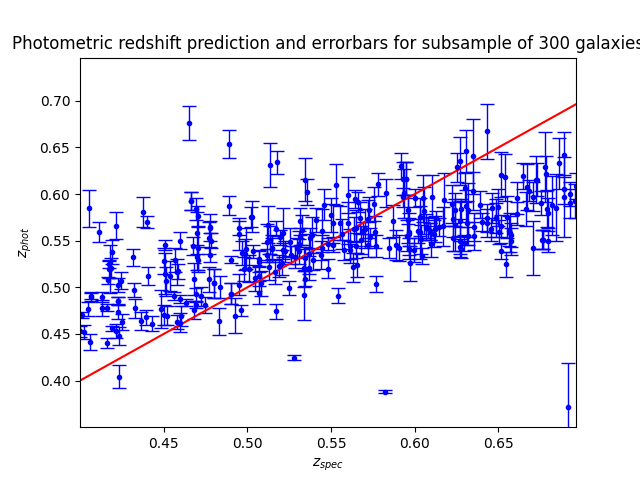 Photometric redshift prediction and errorbars for subsample of 300 galaxies
0.70
0.65
0.60
0.55
0.50
0.45
0.40
z_phot
0.45 0.50 0.55 0.60 0.65
z_spec